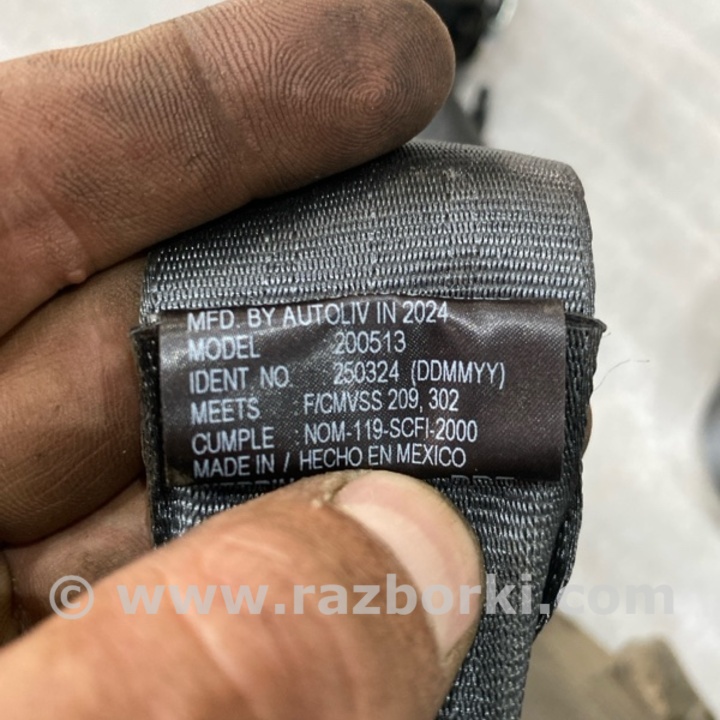 MFD. BY AUTOLIV IN 2024
MODEL 200513
IDENT NO. 250324 (DDMMYY)
MEETS F/CMVSS 209, 302
CUMPLE : NOM-119-SCFI-2000
MADE IN / HECHO EN MEXICO
© www.razborki.com